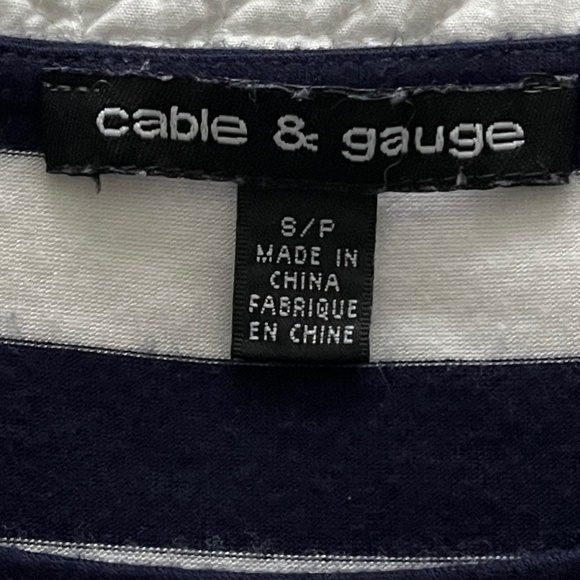 cable & gauge
S/P
MADE IN
CHINA
FABRIQUE
EN CHINE